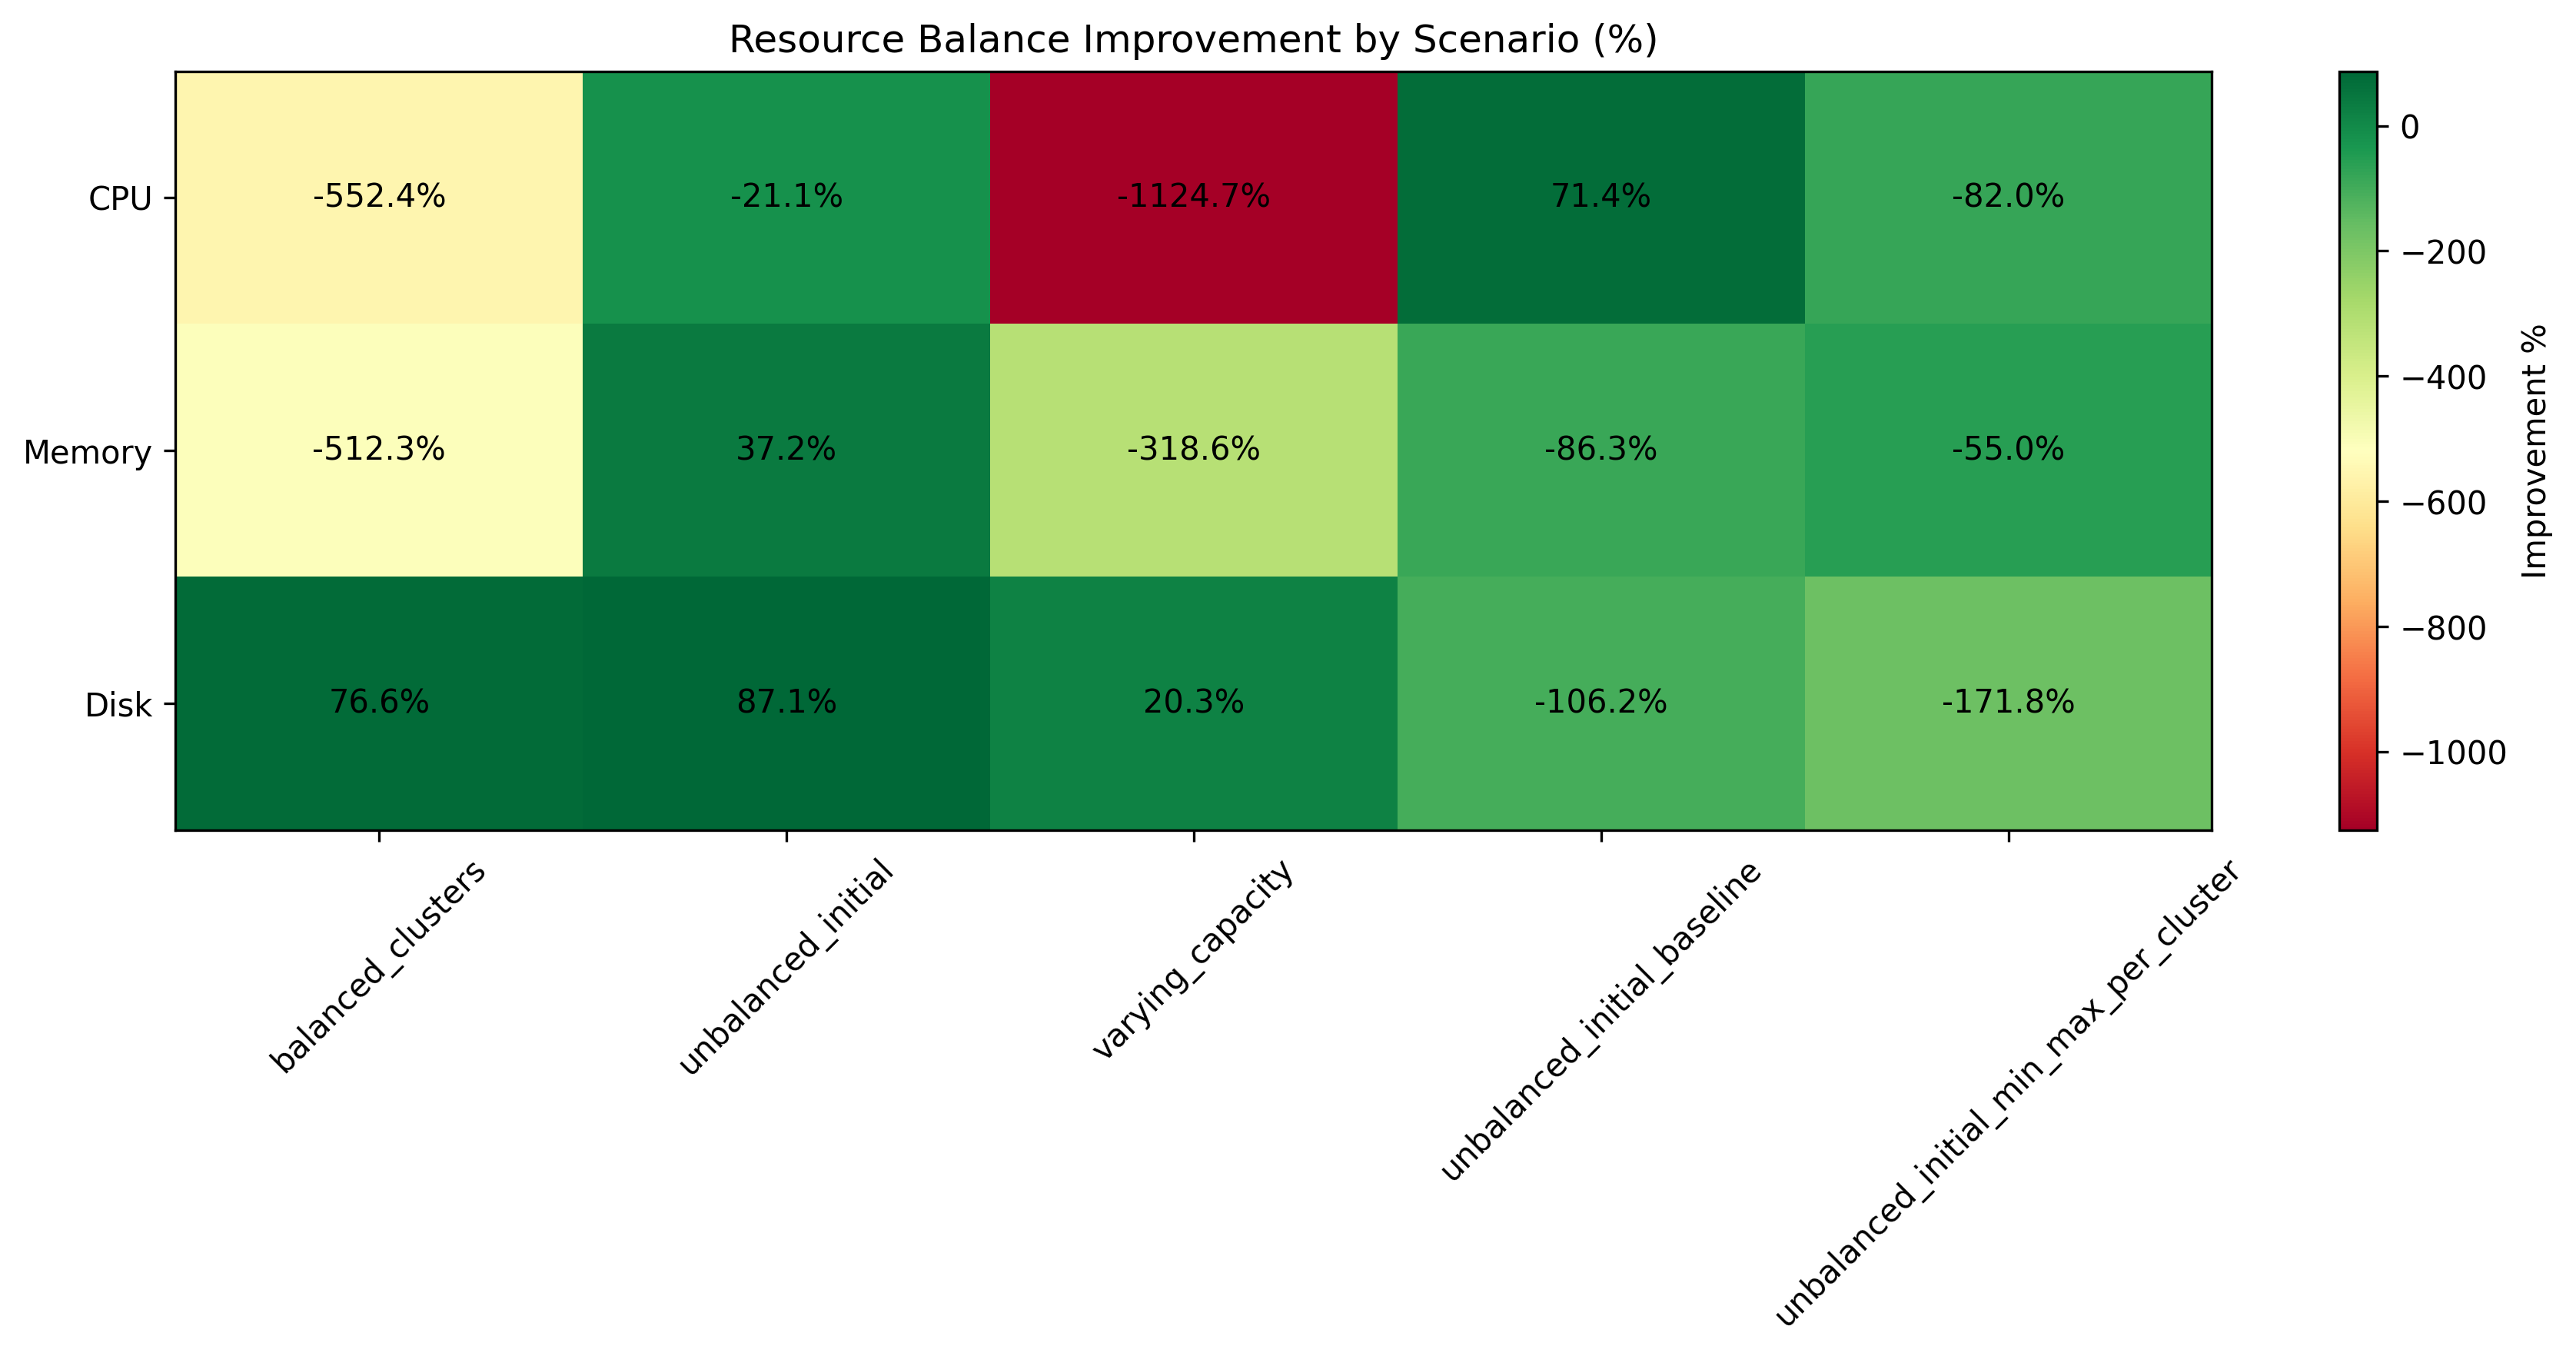 Resource Balance Improvement by Scenario (%)
CPU
-552.4%
-21.1%
-1124.7%
71.4%
-82.0%
Memory
-512.3%
37.2%
-318.6%
-86.3%
-55.0%
Disk
76.6%
87.1%
20.3%
-106.2%
-171.8%
balanced_clusters
unbalanced_initial
varying_capacity
unbalanced_initial_baseline
unbalanced_initial_min_max_per_cluster
0
−200
−400
−600
−800
−1000
Improvement %